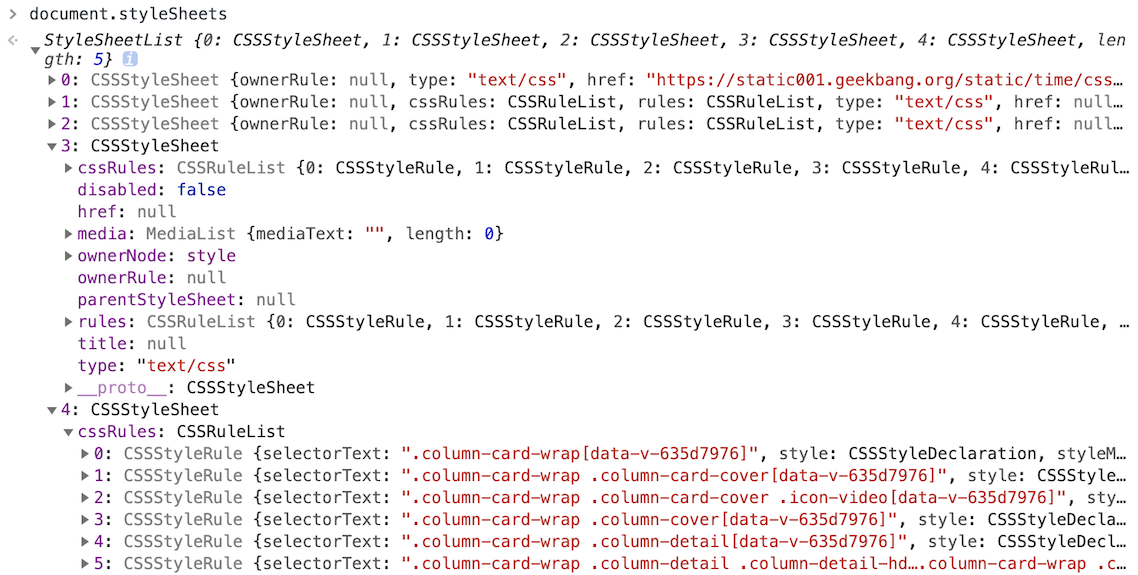 document.styleSheets
StyleSheetList {0: CSSStyleSheet, 1: CSSStyleSheet, 2: CSSStyleSheet, 3: CSSStyleSheet, 4: CSSStyleSheet, len
gth: 5} i
0: CSSStyleSheet {ownerRule: null, type: "text/css", href: "https://static001.geekbang.org/static/time/css…
1: CSSStyleSheet {ownerRule: null, cssRules: CSSRuleList, rules: CSSRuleList, type: "text/css", href: null…
2: CSSStyleSheet {ownerRule: null, cssRules: CSSRuleList, rules: CSSRuleList, type: "text/css", href: null…
3: CSSStyleSheet
cssRules: CSSRuleList {0: CSSStyleRule, 1: CSSStyleRule, 2: CSSStyleRule, 3: CSSStyleRule, 4: CSSStyleRul…
disabled: false
href: null
media: MediaList {mediaText: "", length: 0}
ownerNode: style
ownerRule: null
parentStyleSheet: null
rules: CSSRuleList {0: CSSStyleRule, 1: CSSStyleRule, 2: CSSStyleRule, 3: CSSStyleRule, 4: CSSStyleRule, …
title: null
type: "text/css"
__proto__: CSSStyleSheet
4: CSSStyleSheet
cssRules: CSSRuleList
0: CSSStyleRule {selectorText: ".column-card-wrap[data-v-635d7976]", style: CSSStyleDeclaration, styleM…
1: CSSStyleRule {selectorText: ".column-card-wrap .column-card-cover[data-v-635d7976]", style: CSSStyle…
2: CSSStyleRule {selectorText: ".column-card-wrap .column-card-cover .icon-video[data-v-635d7976]", sty…
3: CSSStyleRule {selectorText: ".column-card-wrap .column-cover[data-v-635d7976]", style: CSSStyleDecla…
4: CSSStyleRule {selectorText: ".column-card-wrap .column-detail[data-v-635d7976]", style: CSSStyleDecl…
5: CSSStyleRule {selectorText: ".column-card-wrap .column-detail .column-detail-hd….column-card-wrap .c…